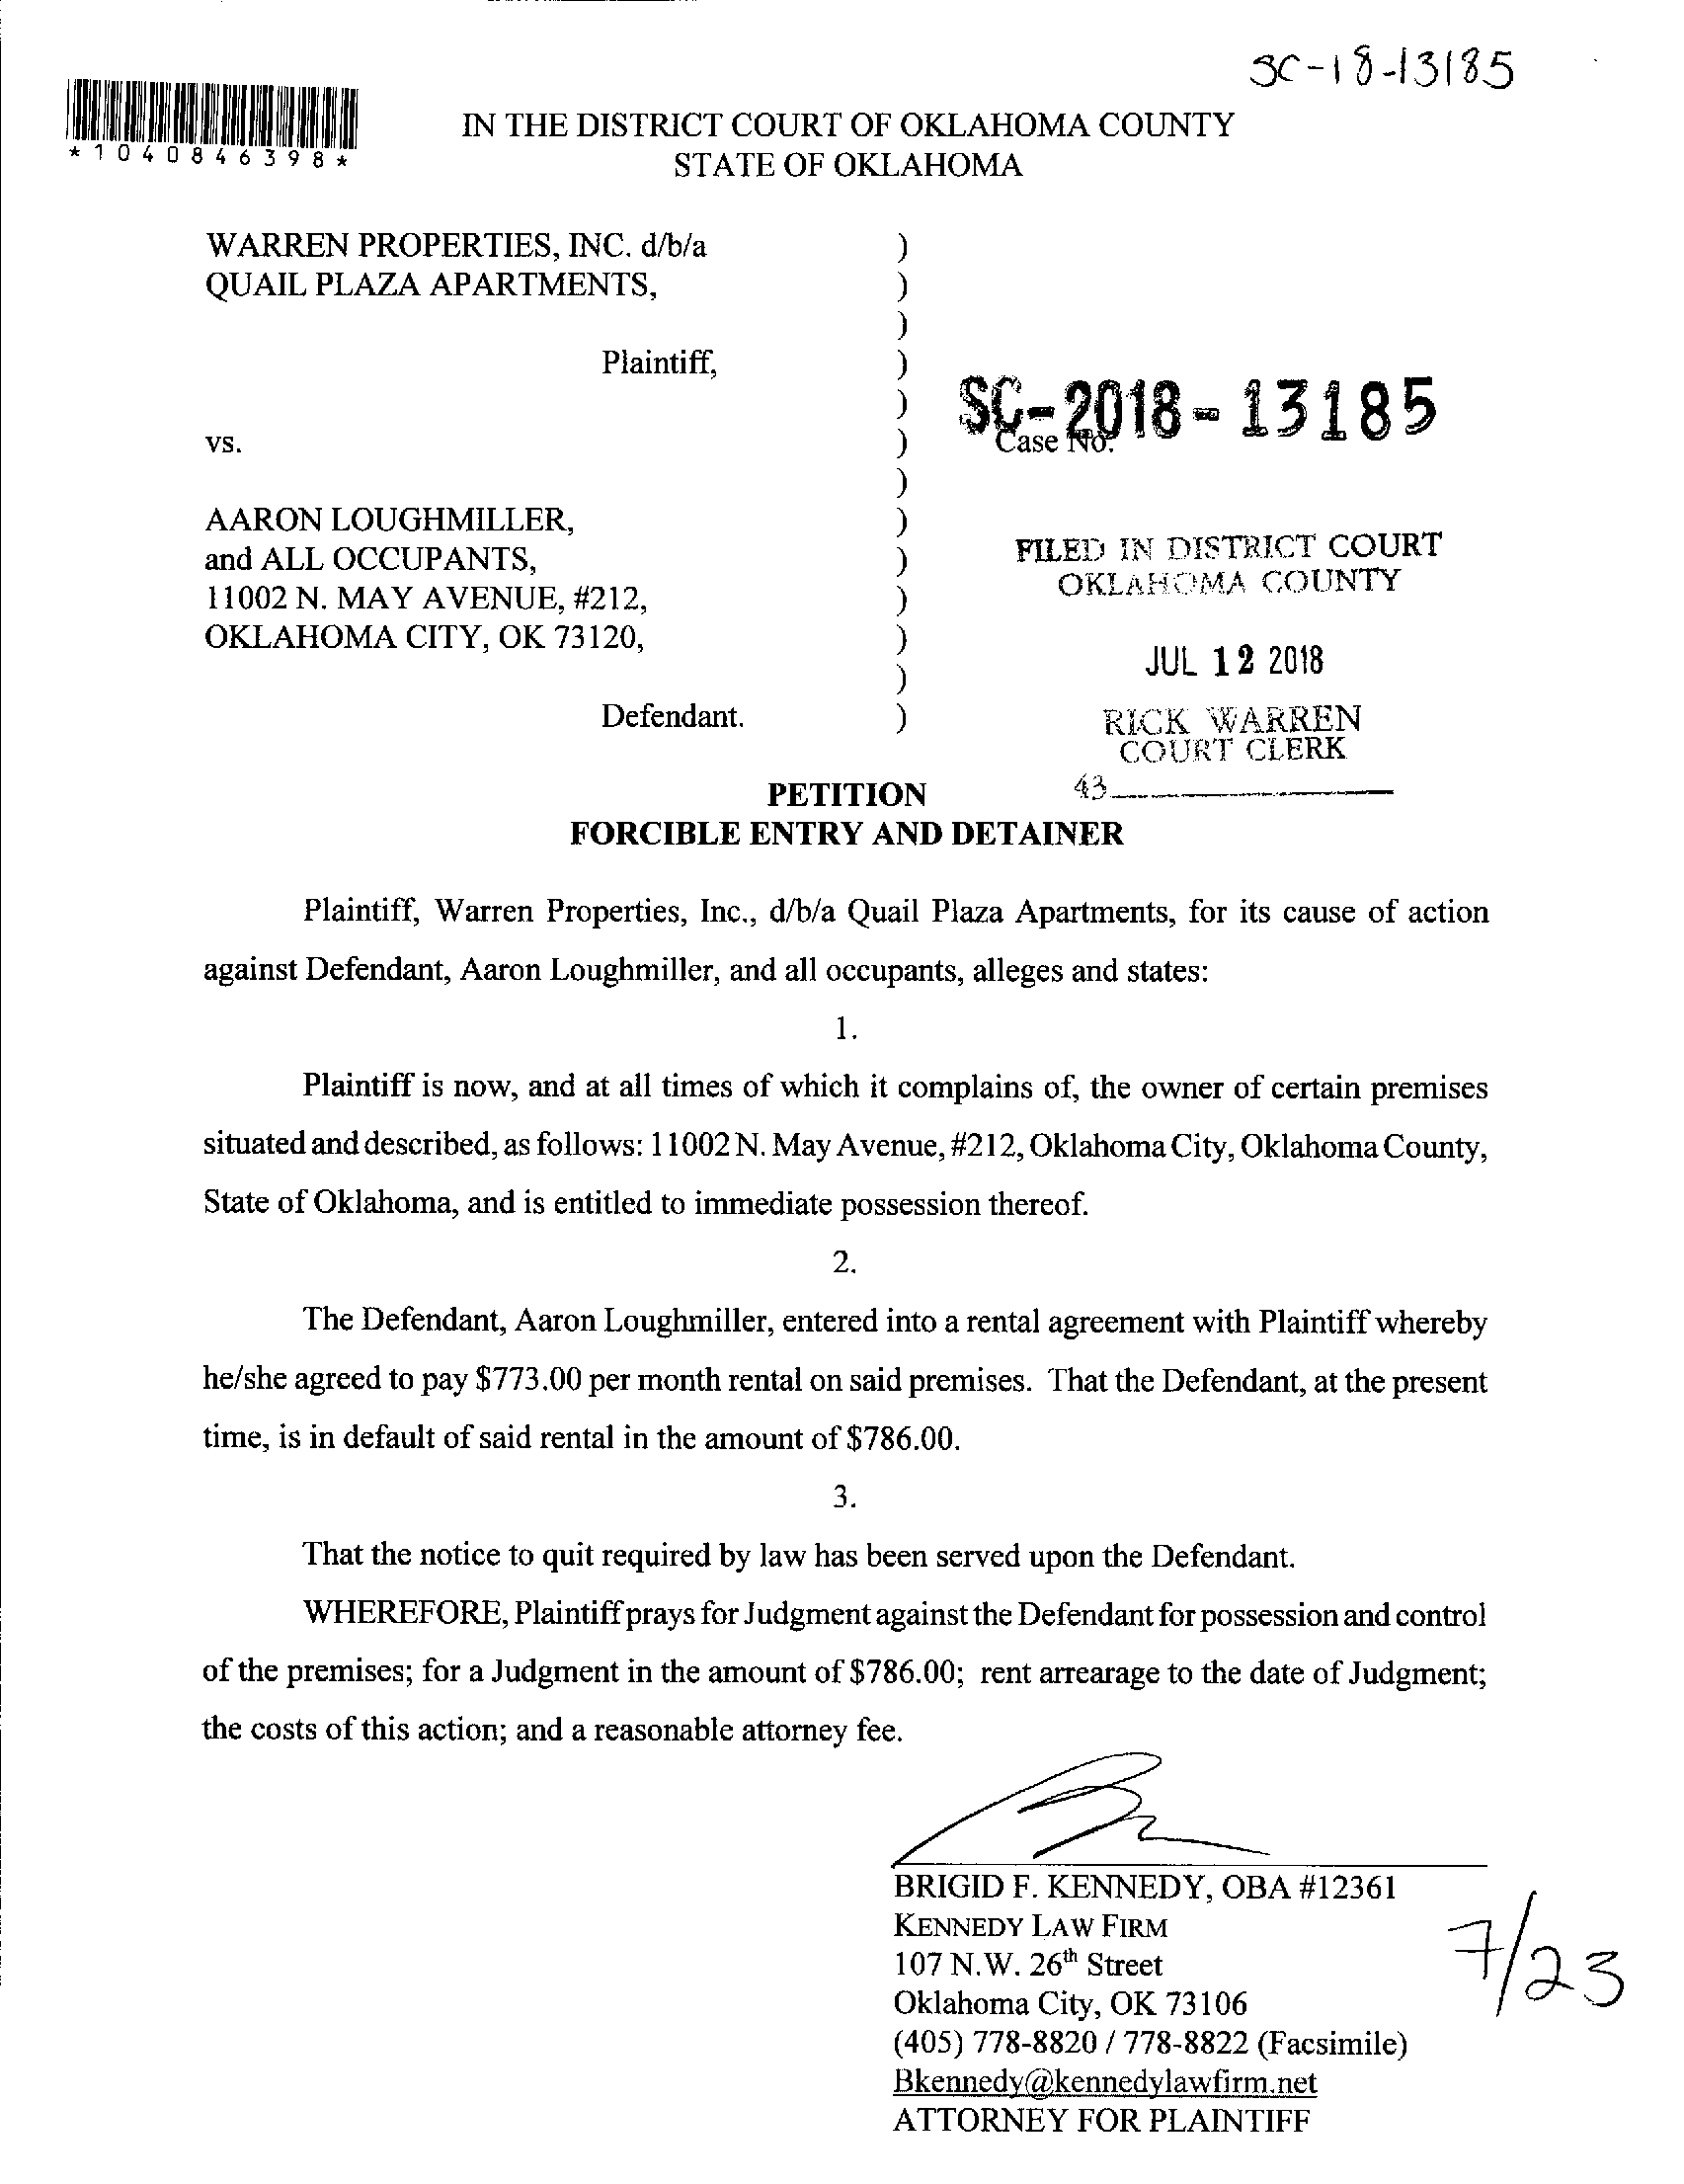 SC-18-13185
*1040846398*
IN THE DISTRICT COURT OF OKLAHOMA COUNTY
STATE OF OKLAHOMA
WARREN PROPERTIES, INC. d/b/a )
QUAIL PLAZA APARTMENTS, )
)
Plaintiff, )
)
vs. )
)
AARON LOUGHMILLER, )
and ALL OCCUPANTS, )
11002 N. MAY AVENUE, #212, )
OKLAHOMA CITY, OK 73120, )
)
Defendant. )
SC-2018-13185
Case No.
FILED IN DISTRICT COURT
OKLAHOMA COUNTY
JUL 12 2018
RICK WARREN
COURT CLERK
43
PETITION
FORCIBLE ENTRY AND DETAINER
Plaintiff, Warren Properties, Inc., d/b/a Quail Plaza Apartments, for its cause of action
against Defendant, Aaron Loughmiller, and all occupants, alleges and states:
1.
Plaintiff is now, and at all times of which it complains of, the owner of certain premises
situated and described, as follows: 11002 N. May Avenue, #212, Oklahoma City, Oklahoma County,
State of Oklahoma, and is entitled to immediate possession thereof.
2.
The Defendant, Aaron Loughmiller, entered into a rental agreement with Plaintiff whereby
he/she agreed to pay $773.00 per month rental on said premises. That the Defendant, at the present
time, is in default of said rental in the amount of $786.00.
3.
That the notice to quit required by law has been served upon the Defendant.
WHEREFORE, Plaintiff prays for Judgment against the Defendant for possession and control
of the premises; for a Judgment in the amount of $786.00; rent arrearage to the date of Judgment;
the costs of this action; and a reasonable attorney fee.
BRIGID F. KENNEDY, OBA #12361
KENNEDY LAW FIRM
107 N.W. 26th Street
Oklahoma City, OK 73106
(405) 778-8820 / 778-8822 (Facsimile)
Bkennedy@kennedylawfirm.net
ATTORNEY FOR PLAINTIFF
7/23